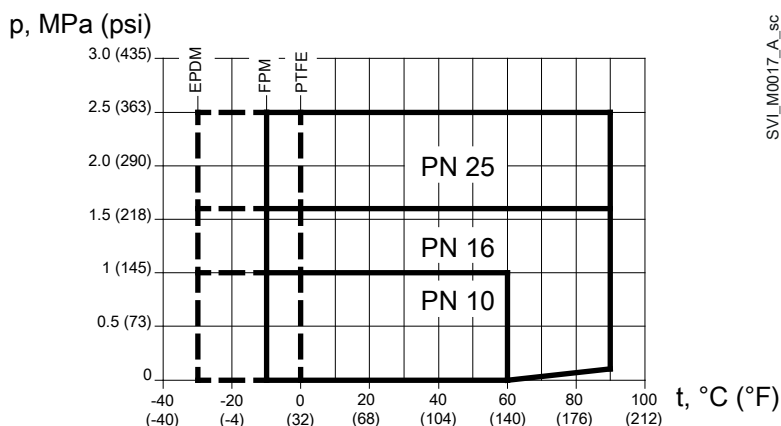 p, MPa (psi)
3.0 (435)
2.5 (363)
2.0 (290)
1.5 (218)
1 (145)
0.5 (73)
0
EPDM
FPM
PTFE
PN 25
PN 16
PN 10
-40 -20 0 20 40 60 80 100
(-40) (-4) (32) (68) (104) (140) (176) (212)
t, °C (°F)
SVI_M0017_A_sc